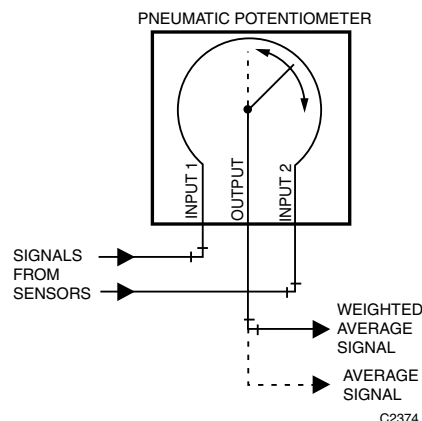 PNEUMATIC POTENTIOMETER
INPUT 1
OUTPUT
INPUT 2
SIGNALS
FROM
SENSORS
WEIGHTED
AVERAGE
SIGNAL
AVERAGE
SIGNAL
C2374